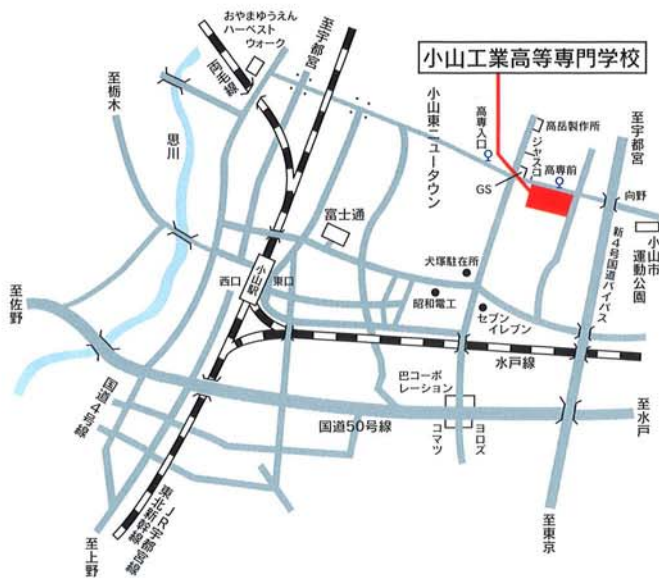 おやまゆうえん
ハーベスト
ウォーク
至宇都宮
両毛線
小山工業高等専門学校
至栃木
思川
小山東ニュータウン
高専入口
高岳製作所
ジャスコ
至宇都宮
GS
高専前
向野
小山市
運動公園
新4号国道バイパス
富士通
犬塚駐在所
西口
小山駅
東口
昭和電工
セブン
イレブン
至佐野
水戸線
巴コーポ
レーション
国道4号線
国道50号線
コマツ
ヨロズ
至水戸
JR宇都宮線
東北新幹線
至上野
至東京